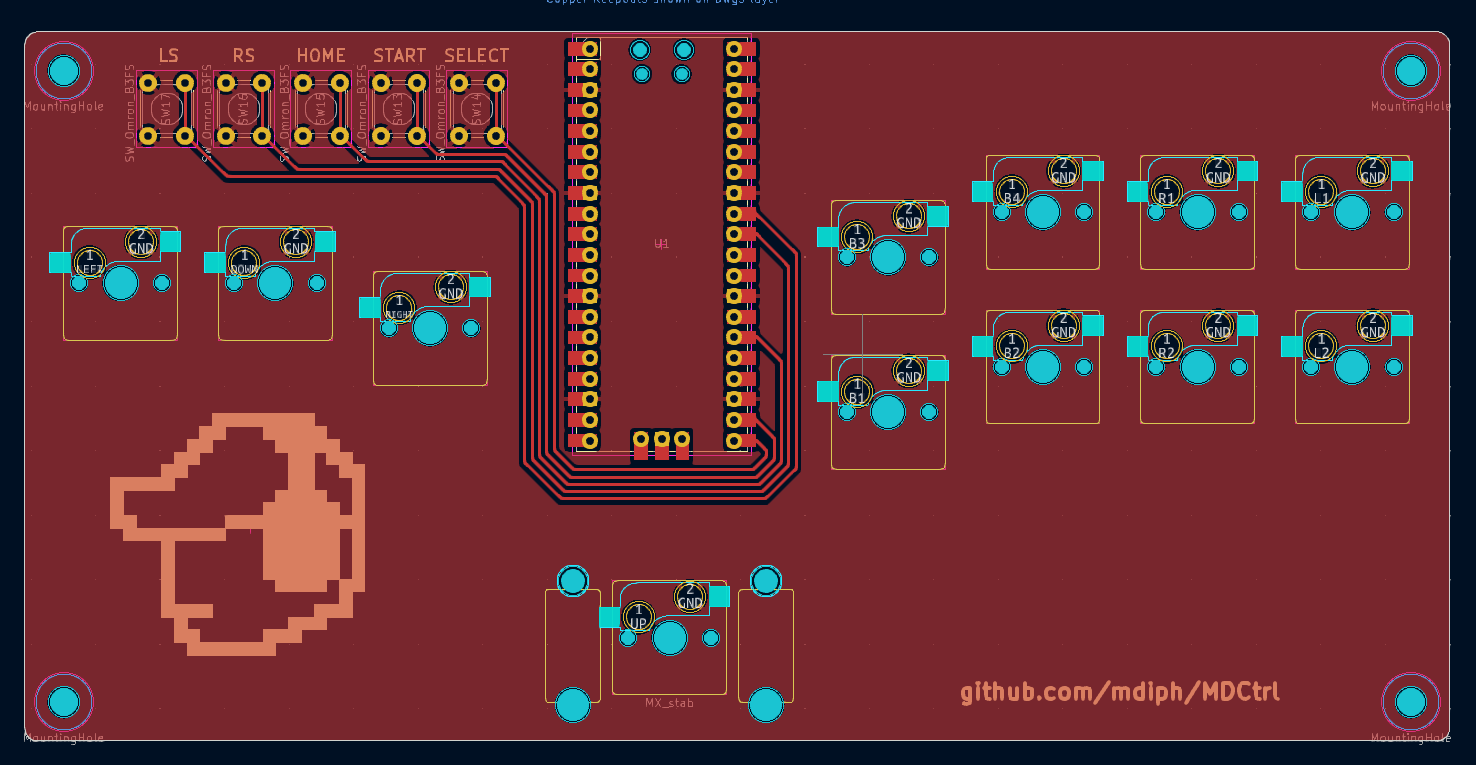 Copper Keepouts shown on Dwgs layer
LS RS HOME START SELECT
SW_Omron_B3FS SW17 SW_Omron_B3FS SW16 SW_Omron_B3FS SW15 SW_Omron_B3FS SW13 SW_Omron_B3FS SW14
MountingHole
MountingHole
U1
1 LEFT 2 GND
1 DOWN 2 GND
1 RIGHT 2 GND
1 B3 2 GND
1 B4 2 GND
1 R1 2 GND
1 L1 2 GND
1 B1 2 GND
1 B2 2 GND
1 R2 2 GND
1 L2 2 GND
1 UP 2 GND
MX_stab
github.com/mdiph/MDCtrl
MountingHole
MountingHole